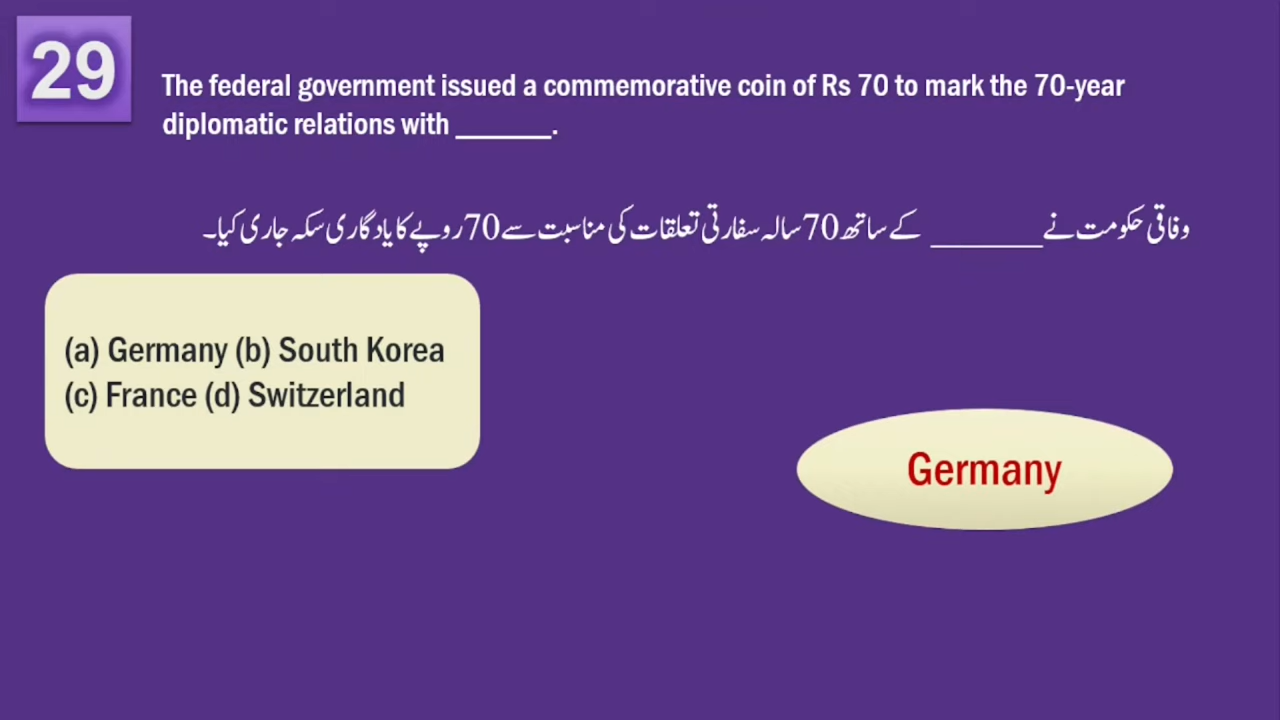 29
The federal government issued a commemorative coin of Rs 70 to mark the 70-year
diplomatic relations with ______.
وفاقی حکومت نے ______ کے ساتھ 70 سالہ سفارتی تعلقات کی مناسبت سے 70 روپے کا یادگاری سکہ جاری کیا۔
(a) Germany (b) South Korea
(c) France (d) Switzerland
Germany